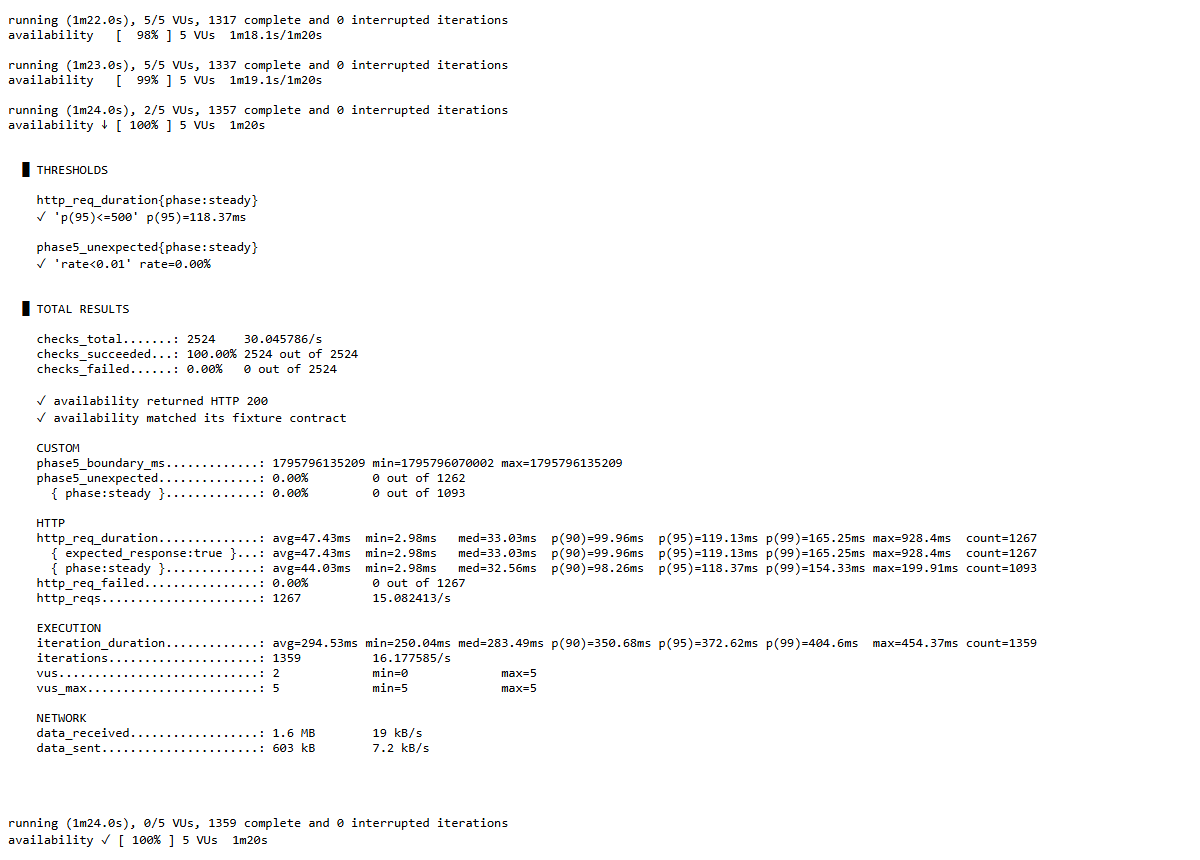 running (1m22.0s), 5/5 VUs, 1317 complete and 0 interrupted iterations
availability   [  98% ] 5 VUs  1m18.1s/1m20s
running (1m23.0s), 5/5 VUs, 1337 complete and 0 interrupted iterations
availability   [  99% ] 5 VUs  1m19.1s/1m20s
running (1m24.0s), 2/5 VUs, 1357 complete and 0 interrupted iterations
availability ↓ [ 100% ] 5 VUs  1m20s
█ THRESHOLDS
http_req_duration{phase:steady}
✓ 'p(95)<=500' p(95)=118.37ms
phase5_unexpected{phase:steady}
✓ 'rate<0.01' rate=0.00%
█ TOTAL RESULTS
checks_total.......: 2524    30.045786/s
checks_succeeded...: 100.00% 2524 out of 2524
checks_failed......: 0.00%   0 out of 2524
✓ availability returned HTTP 200
✓ availability matched its fixture contract
CUSTOM
phase5_boundary_ms.............: 1795796135209 min=1795796070002 max=1795796135209
phase5_unexpected..............: 0.00%         0 out of 1262
{ phase:steady }.............: 0.00%         0 out of 1093
HTTP
http_req_duration..............: avg=47.43ms  min=2.98ms   med=33.03ms  p(90)=99.96ms  p(95)=119.13ms p(99)=165.25ms max=928.4ms  count=1267
{ expected_response:true }...: avg=47.43ms  min=2.98ms   med=33.03ms  p(90)=99.96ms  p(95)=119.13ms p(99)=165.25ms max=928.4ms  count=1267
{ phase:steady }.............: avg=44.03ms  min=2.98ms   med=32.56ms  p(90)=98.26ms  p(95)=118.37ms p(99)=154.33ms max=199.91ms count=1093
http_req_failed................: 0.00%         0 out of 1267
http_reqs......................: 1267          15.082413/s
EXECUTION
iteration_duration.............: avg=294.53ms min=250.04ms med=283.49ms p(90)=350.68ms p(95)=372.62ms p(99)=404.6ms  max=454.37ms count=1359
iterations.....................: 1359          16.177585/s
vus............................: 2             min=0             max=5
vus_max........................: 5             min=5             max=5
NETWORK
data_received..................: 1.6 MB        19 kB/s
data_sent......................: 603 kB        7.2 kB/s
running (1m24.0s), 0/5 VUs, 1359 complete and 0 interrupted iterations
availability ✓ [ 100% ] 5 VUs  1m20s